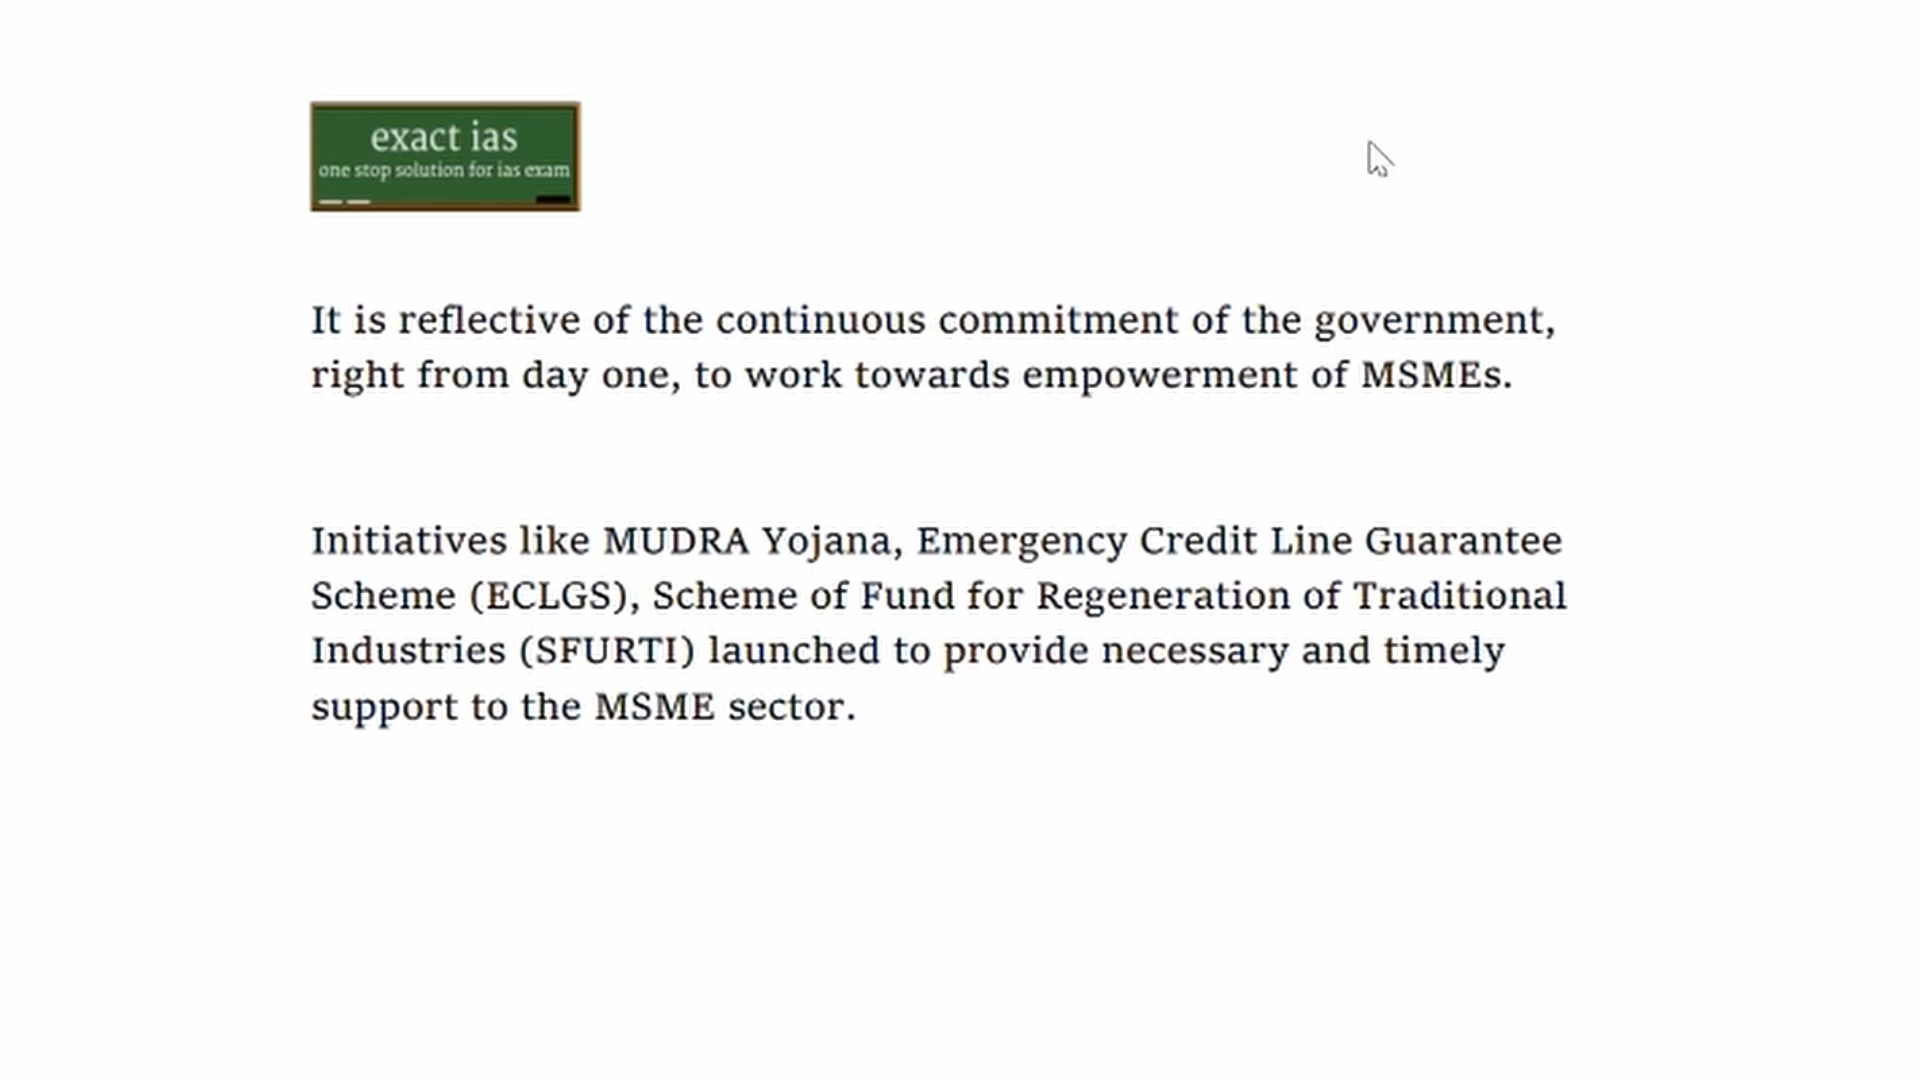 exact ias
one stop solution for ias exam
It is reflective of the continuous commitment of the government,
right from day one, to work towards empowerment of MSMEs.
Initiatives like MUDRA Yojana, Emergency Credit Line Guarantee
Scheme (ECLGS), Scheme of Fund for Regeneration of Traditional
Industries (SFURTI) launched to provide necessary and timely
support to the MSME sector.